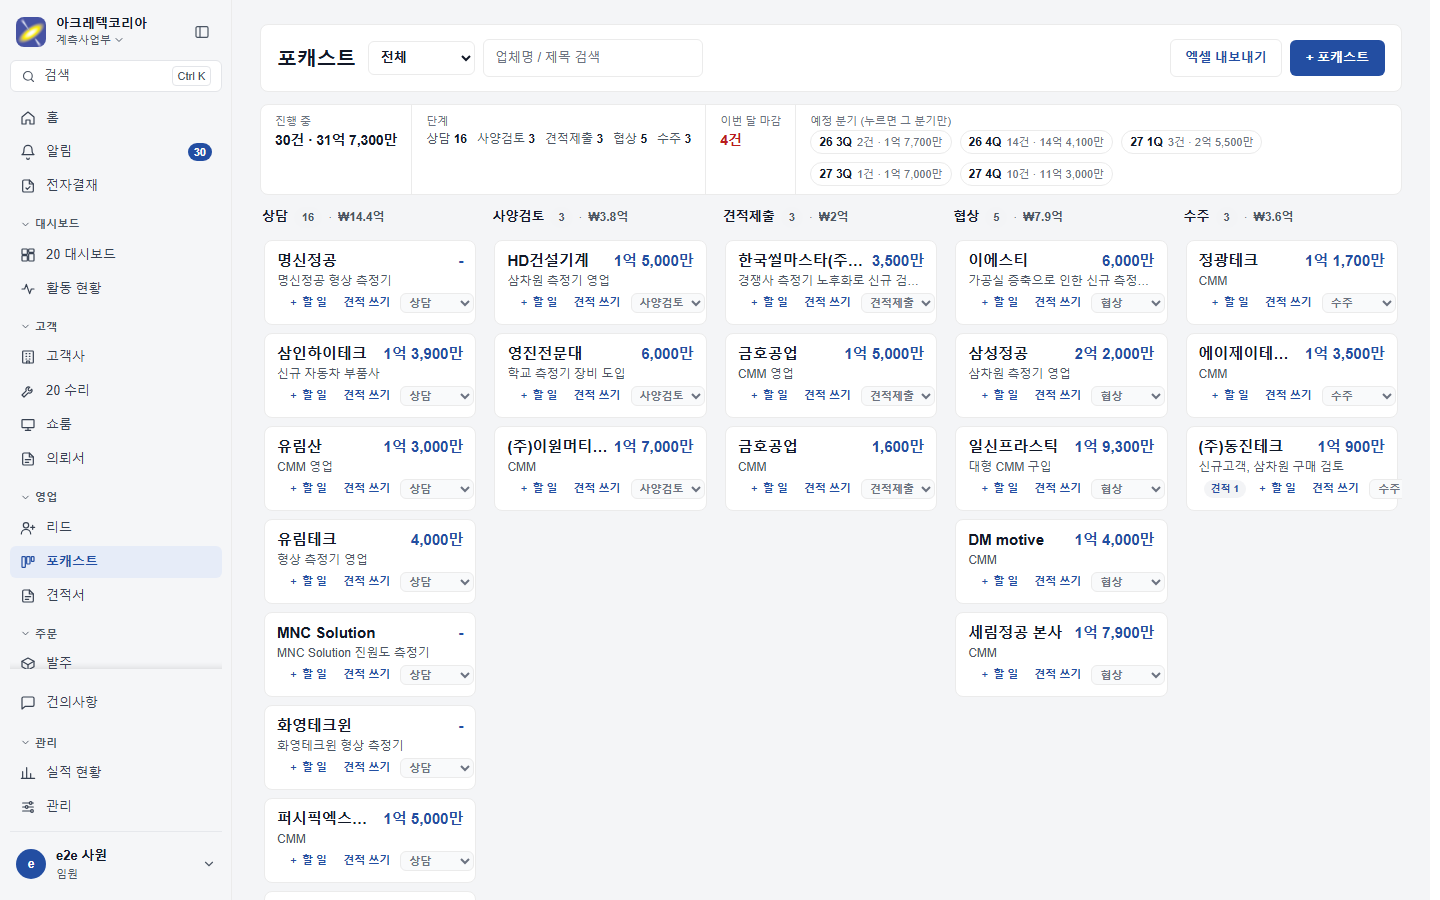 아크레텍코리아
계측사업부
검색
Ctrl K
홈
알림
30
전자결재
대시보드
20 대시보드
활동 현황
고객
고객사
20 수리
쇼룸
의뢰서
영업
리드
포캐스트
견적서
주문
발주
건의사항
관리
실적 현황
관리
e
e2e 사원
임원
포캐스트
전체
업체명 / 제목 검색
엑셀 내보내기
+ 포캐스트
진행 중
30건 · 31억 7,300만
단계
상담 16 사양검토 3 견적제출 3 협상 5 수주 3
이번 달 마감
4건
예정 분기 (누르면 그 분기만)
26 3Q 2건 · 1억 7,700만
26 4Q 14건 · 14억 4,100만
27 1Q 3건 · 2억 5,500만
27 3Q 1건 · 1억 7,000만
27 4Q 10건 · 11억 3,000만
상담 16 · ₩14.4억
명신정공 -
명신정공 형상 측정기
+ 할 일 견적 쓰기 상담
삼인하이테크 1억 3,900만
신규 자동차 부품사
+ 할 일 견적 쓰기 상담
유림산 1억 3,000만
CMM 영업
+ 할 일 견적 쓰기 상담
유림테크 4,000만
형상 측정기 영업
+ 할 일 견적 쓰기 상담
MNC Solution -
MNC Solution 진원도 측정기
+ 할 일 견적 쓰기 상담
화영테크윈 -
화영테크윈 형상 측정기
+ 할 일 견적 쓰기 상담
퍼시픽엑스... 1억 5,000만
CMM
+ 할 일 견적 쓰기 상담
사양검토 3 · ₩3.8억
HD건설기계 1억 5,000만
삼차원 측정기 영업
+ 할 일 견적 쓰기 사양검토
영진전문대 6,000만
학교 측정기 장비 도입
+ 할 일 견적 쓰기 사양검토
(주)이원머티... 1억 7,000만
CMM
+ 할 일 견적 쓰기 사양검토
견적제출 3 · ₩2억
한국썰마스타(주... 3,500만
경쟁사 측정기 노후화로 신규 검...
+ 할 일 견적 쓰기 견적제출
금호공업 1억 5,000만
CMM 영업
+ 할 일 견적 쓰기 견적제출
금호공업 1,600만
CMM
+ 할 일 견적 쓰기 견적제출
협상 5 · ₩7.9억
이에스티 6,000만
가공실 증축으로 인한 신규 측정...
+ 할 일 견적 쓰기 협상
삼성정공 2억 2,000만
삼차원 측정기 영업
+ 할 일 견적 쓰기 협상
일신프라스틱 1억 9,300만
대형 CMM 구입
+ 할 일 견적 쓰기 협상
DM motive 1억 4,000만
CMM
+ 할 일 견적 쓰기 협상
세림정공 본사 1억 7,900만
CMM
+ 할 일 견적 쓰기 협상
수주 3 · ₩3.6억
정광테크 1억 1,700만
CMM
+ 할 일 견적 쓰기 수주
에이제이테... 1억 3,500만
CMM
+ 할 일 견적 쓰기 수주
(주)동진테크 1억 900만
신규고객, 삼차원 구매 검토
견적 1 + 할 일 견적 쓰기 수주